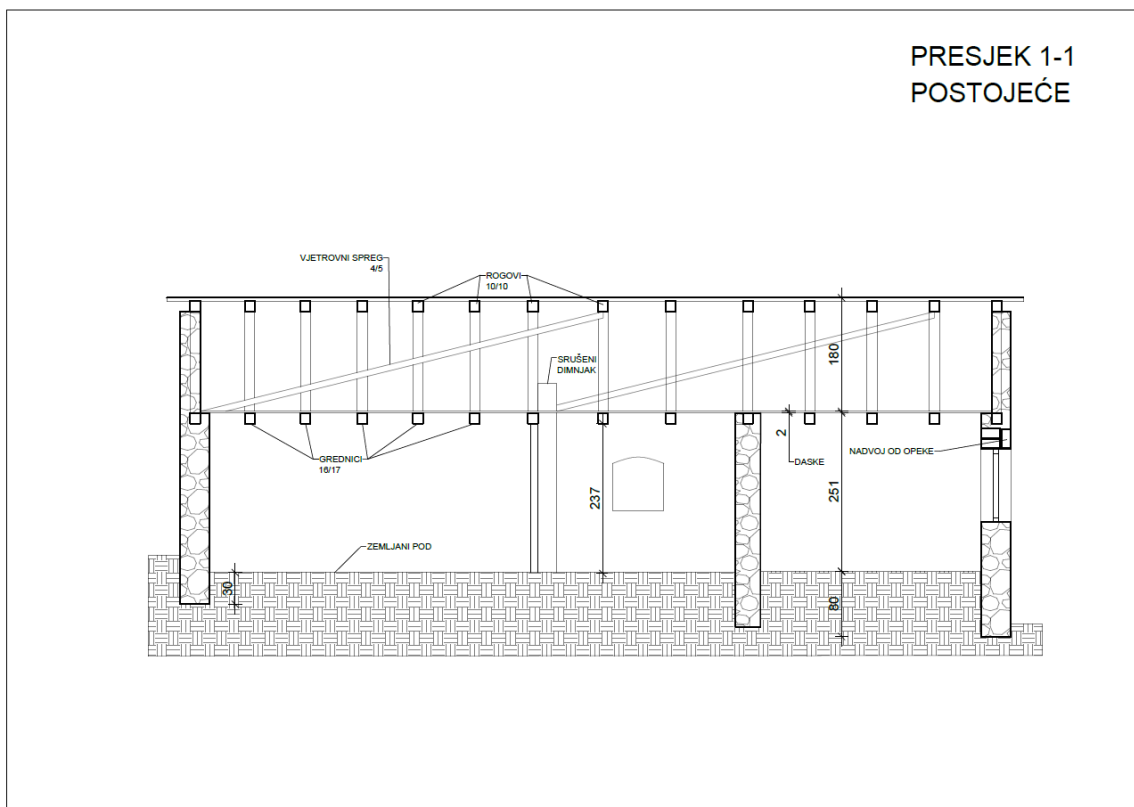 PRESJEK 1-1
POSTOJEĆE
VJETROVNI SPREG
4/5
ROGOVI
10/10
SRUŠENI
DIMNJAK
180
2
DASKE
NADVOJ OD OPEKE
GREDNICI
16/17
237
251
ZEMLJANI POD
30
80